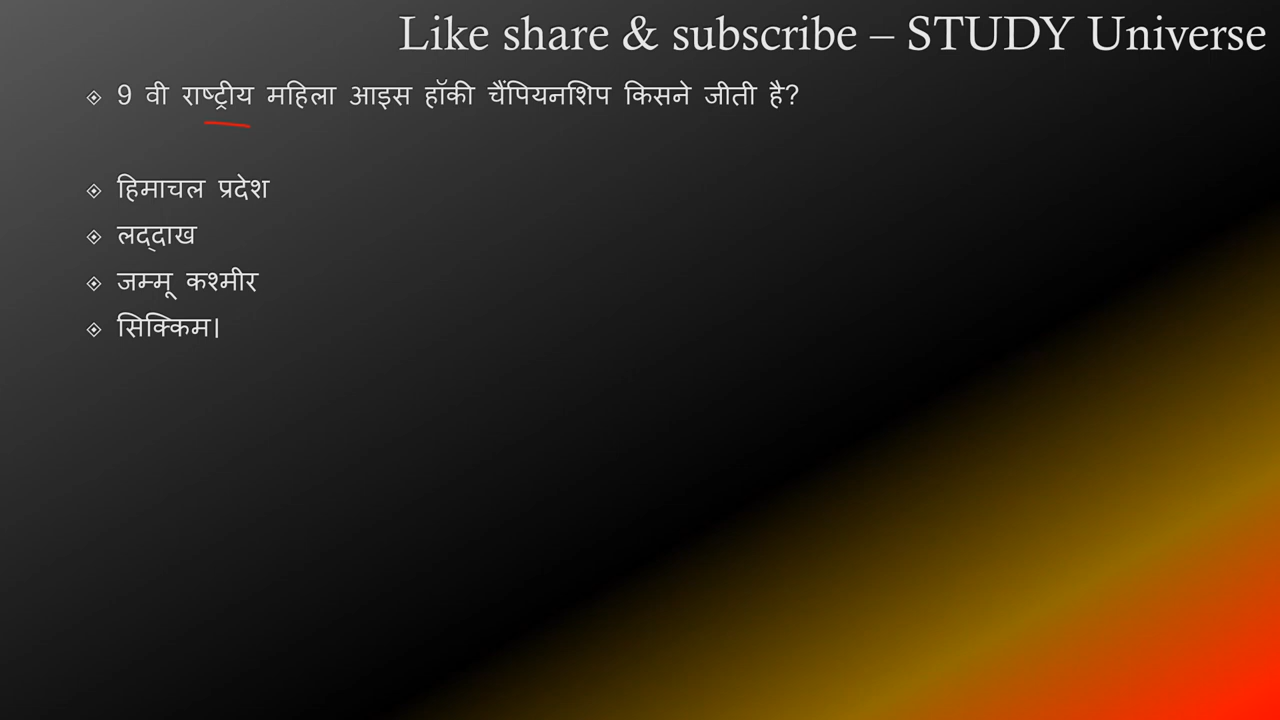 Like share & subscribe – STUDY Universe
9 वी राष्ट्रीय महिला आइस हॉकी चैंपियनशिप किसने जीती है?
हिमाचल प्रदेश
लद्दाख
जम्मू कश्मीर
सिक्किम।